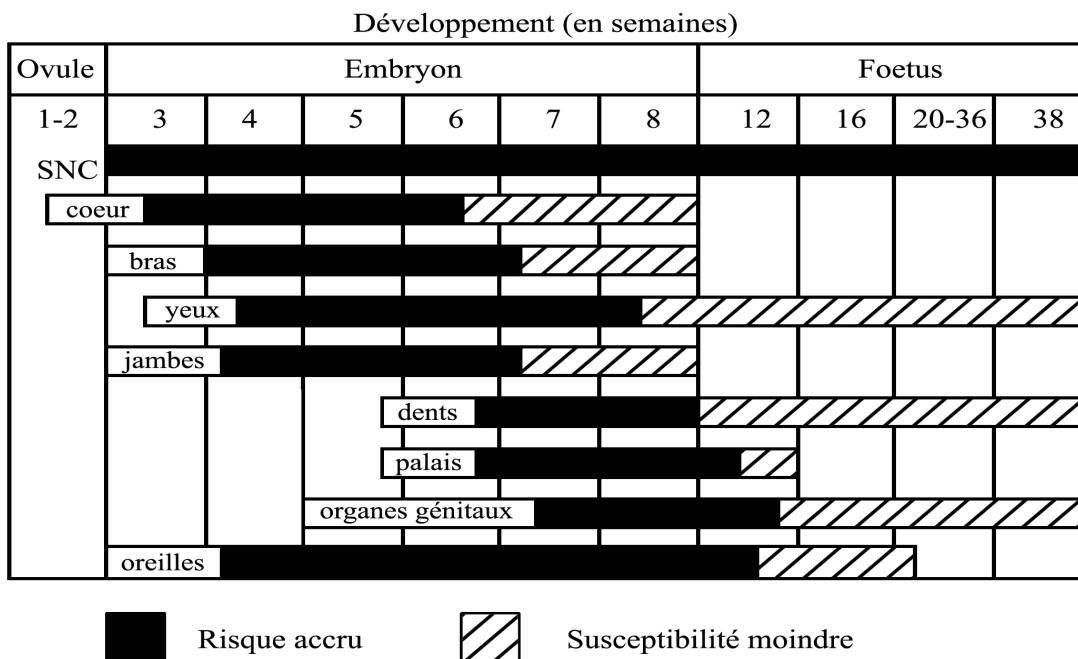 Développement (en semaines)
Ovule Embryon Foetus
1-2 3 4 5 6 7 8 12 16 20-36 38
SNC
coeur
bras
yeux
jambes
dents
palais
organes génitaux
oreilles
Risque accru Susceptibilité moindre